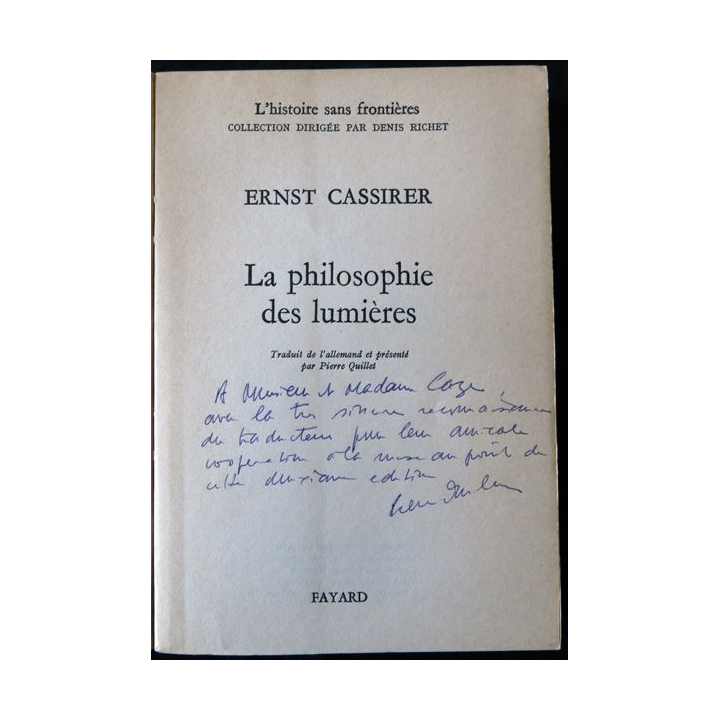 L'histoire sans frontières
COLLECTION DIRIGÉE PAR DENIS RICHET
ERNST CASSIRER
La philosophie
des lumières
Traduit de l'allemand et présenté
par Pierre Quillet
A Monsieur et Madame
avec la très sincère reconnaissance
du traducteur pour leur amicale
coopération à la mise au point de
cette deuxième édition
FAYARD